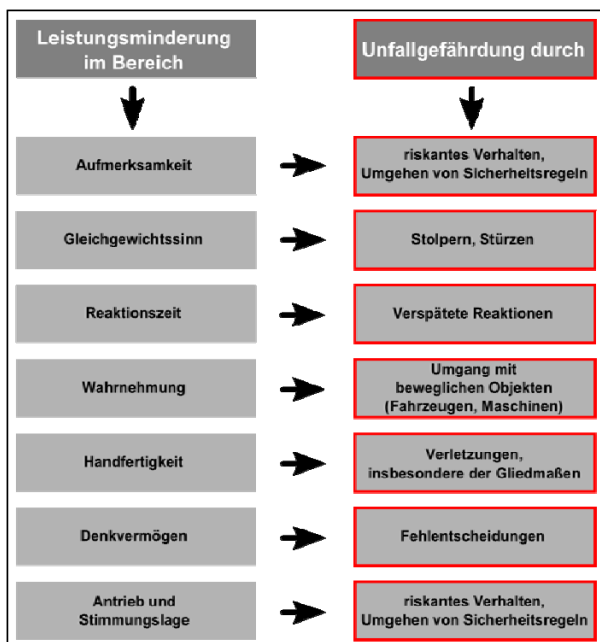 Leistungsminderung
im Bereich
Unfallgefährdung durch
Aufmerksamkeit
riskantes Verhalten,
Umgehen von Sicherheitsregeln
Gleichgewichtssinn
Stolpern, Stürzen
Reaktionszeit
Verspätete Reaktionen
Wahrnehmung
Umgang mit
beweglichen Objekten
(Fahrzeugen, Maschinen)
Handfertigkeit
Verletzungen,
insbesondere der Gliedmaßen
Denkvermögen
Fehlentscheidungen
Antrieb und
Stimmungslage
riskantes Verhalten,
Umgehen von Sicherheitsregeln